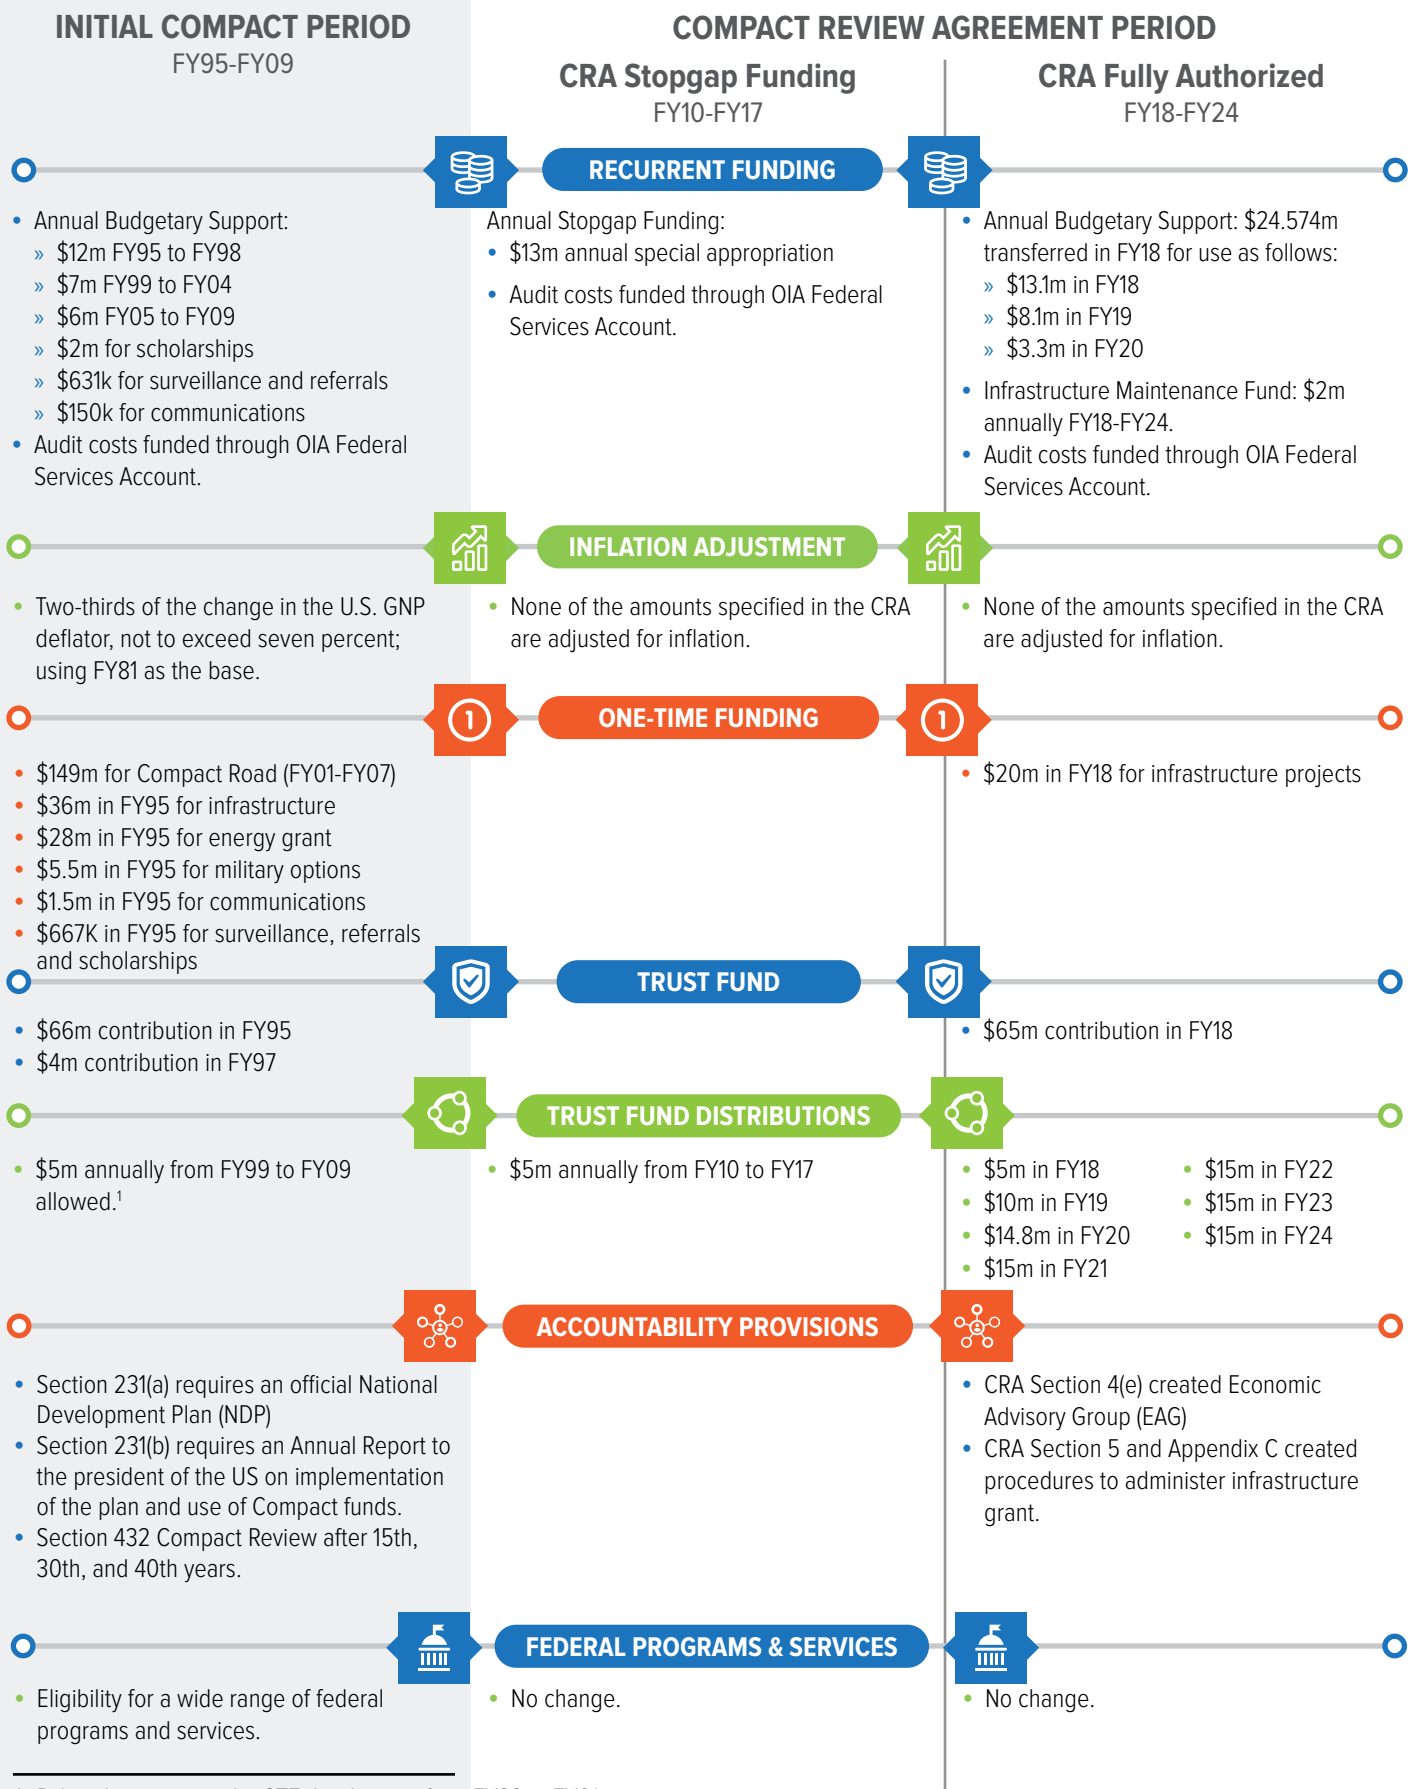 INITIAL COMPACT PERIOD
FY95-FY09
COMPACT REVIEW AGREEMENT PERIOD
CRA Stopgap Funding
FY10-FY17
CRA Fully Authorized
FY18-FY24
RECURRENT FUNDING
• Annual Budgetary Support:
» $12m FY95 to FY98
» $7m FY99 to FY04
» $6m FY05 to FY09
» $2m for scholarships
» $631k for surveillance and referrals
» $150k for communications
• Audit costs funded through OIA Federal
Services Account.
Annual Stopgap Funding:
• $13m annual special appropriation
• Audit costs funded through OIA Federal
Services Account.
• Annual Budgetary Support: $24.574m
transferred in FY18 for use as follows:
» $13.1m in FY18
» $8.1m in FY19
» $3.3m in FY20
• Infrastructure Maintenance Fund: $2m
annually FY18-FY24.
• Audit costs funded through OIA Federal
Services Account.
INFLATION ADJUSTMENT
• Two-thirds of the change in the U.S. GNP
deflator, not to exceed seven percent;
using FY81 as the base.
• None of the amounts specified in the CRA
are adjusted for inflation.
• None of the amounts specified in the CRA
are adjusted for inflation.
1
ONE-TIME FUNDING
1
• $149m for Compact Road (FY01-FY07)
• $36m in FY95 for infrastructure
• $28m in FY95 for energy grant
• $5.5m in FY95 for military options
• $1.5m in FY95 for communications
• $667K in FY95 for surveillance, referrals
and scholarships
• $20m in FY18 for infrastructure projects
TRUST FUND
• $66m contribution in FY95
• $4m contribution in FY97
• $65m contribution in FY18
TRUST FUND DISTRIBUTIONS
• $5m annually from FY99 to FY09
allowed.1
• $5m annually from FY10 to FY17
• $5m in FY18
• $10m in FY19
• $14.8m in FY20
• $15m in FY21
• $15m in FY22
• $15m in FY23
• $15m in FY24
ACCOUNTABILITY PROVISIONS
• Section 231(a) requires an official National
Development Plan (NDP)
• Section 231(b) requires an Annual Report to
the president of the US on implementation
of the plan and use of Compact funds.
• Section 432 Compact Review after 15th,
30th, and 40th years.
• CRA Section 4(e) created Economic
Advisory Group (EAG)
• CRA Section 5 and Appendix C created
procedures to administer infrastructure
grant.
FEDERAL PROGRAMS & SERVICES
• Eligibility for a wide range of federal
programs and services.
• No change.
• No change.